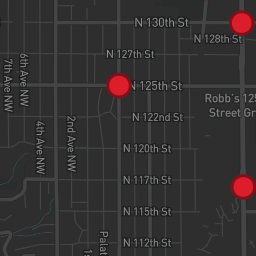 N 130th St
N 128th St
N 127th St
6th Ave NW
7th Ave NW
N 125th St
Robb's 125
Street Gr
N 122nd St
4th Ave NW
2nd Ave NW
N 120th St
N 117th St
N 115th St
Palat
N 112th St